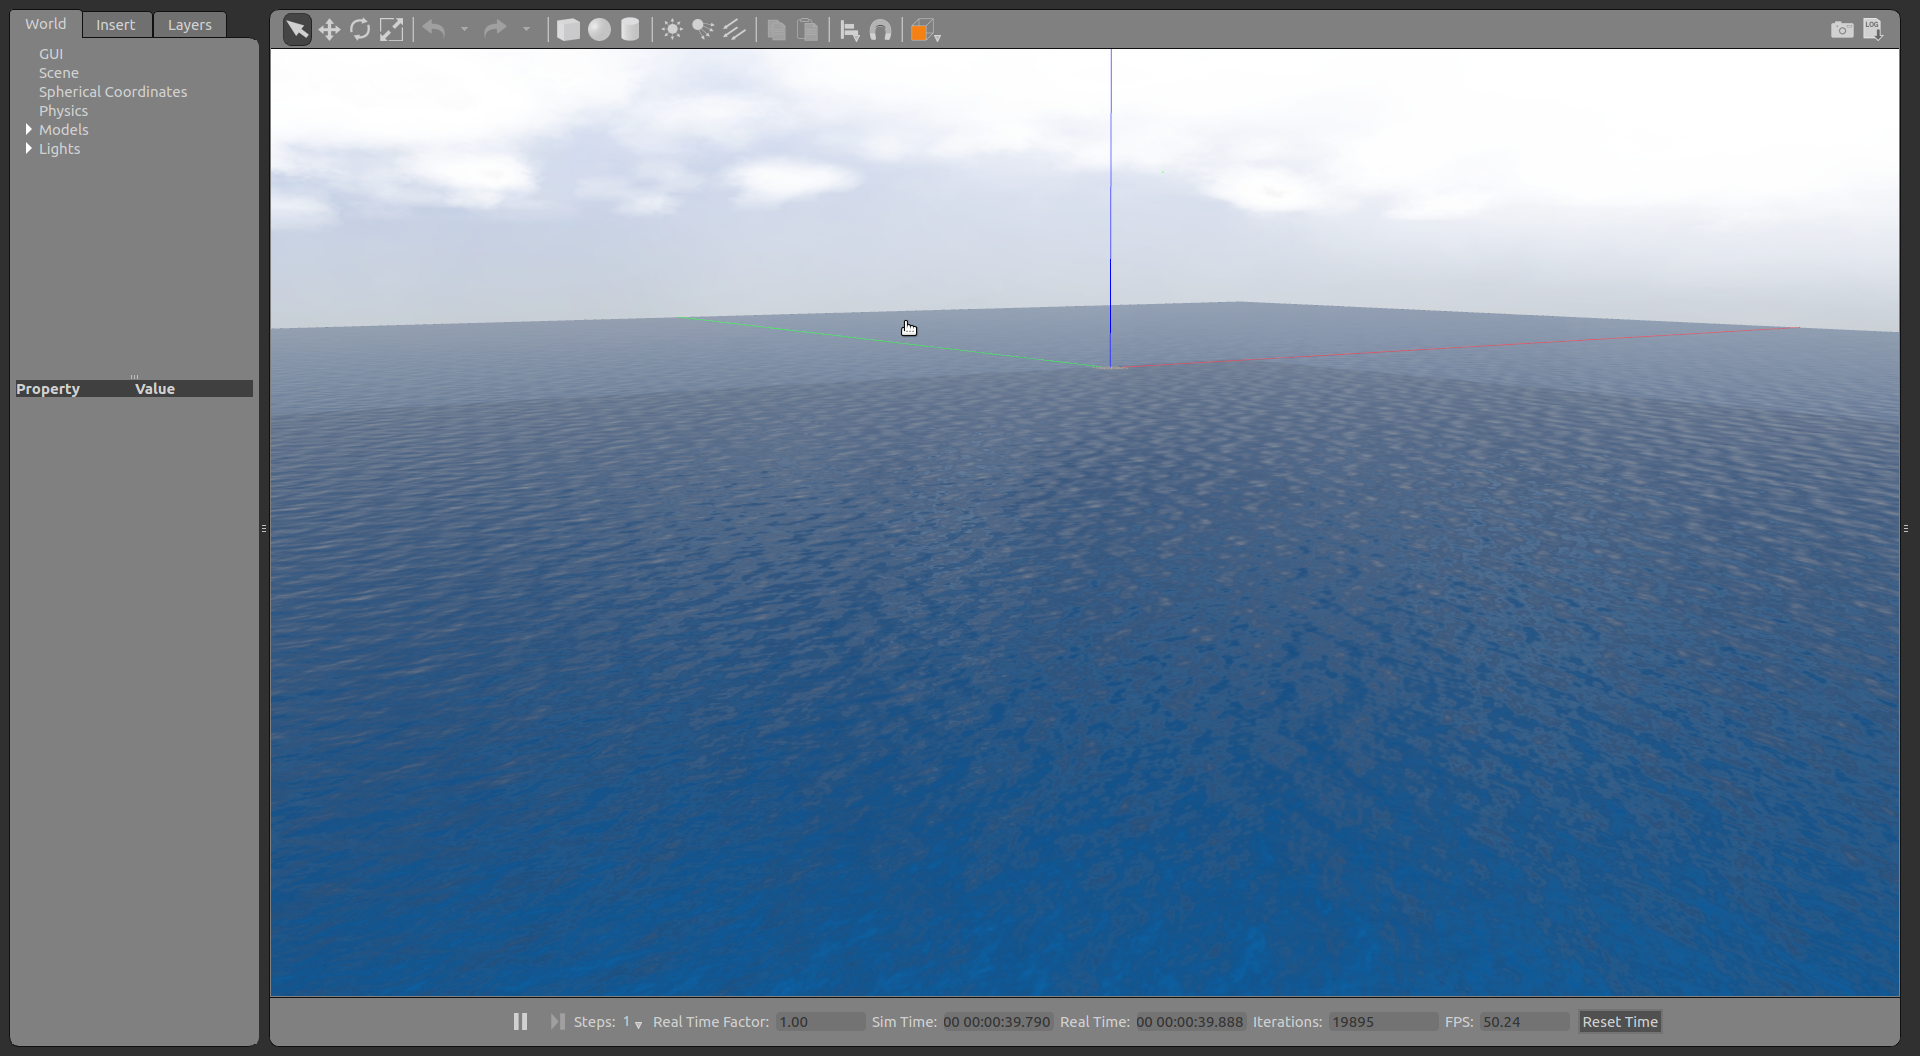 World Insert Layers
GUI
Scene
Spherical Coordinates
Physics
Models
Lights
Property Value
LOG
Steps: 1 Real Time Factor: 1.00 Sim Time: 00 00:00:39.790 Real Time: 00 00:00:39.888 Iterations: 19895 FPS: 50.24 Reset Time